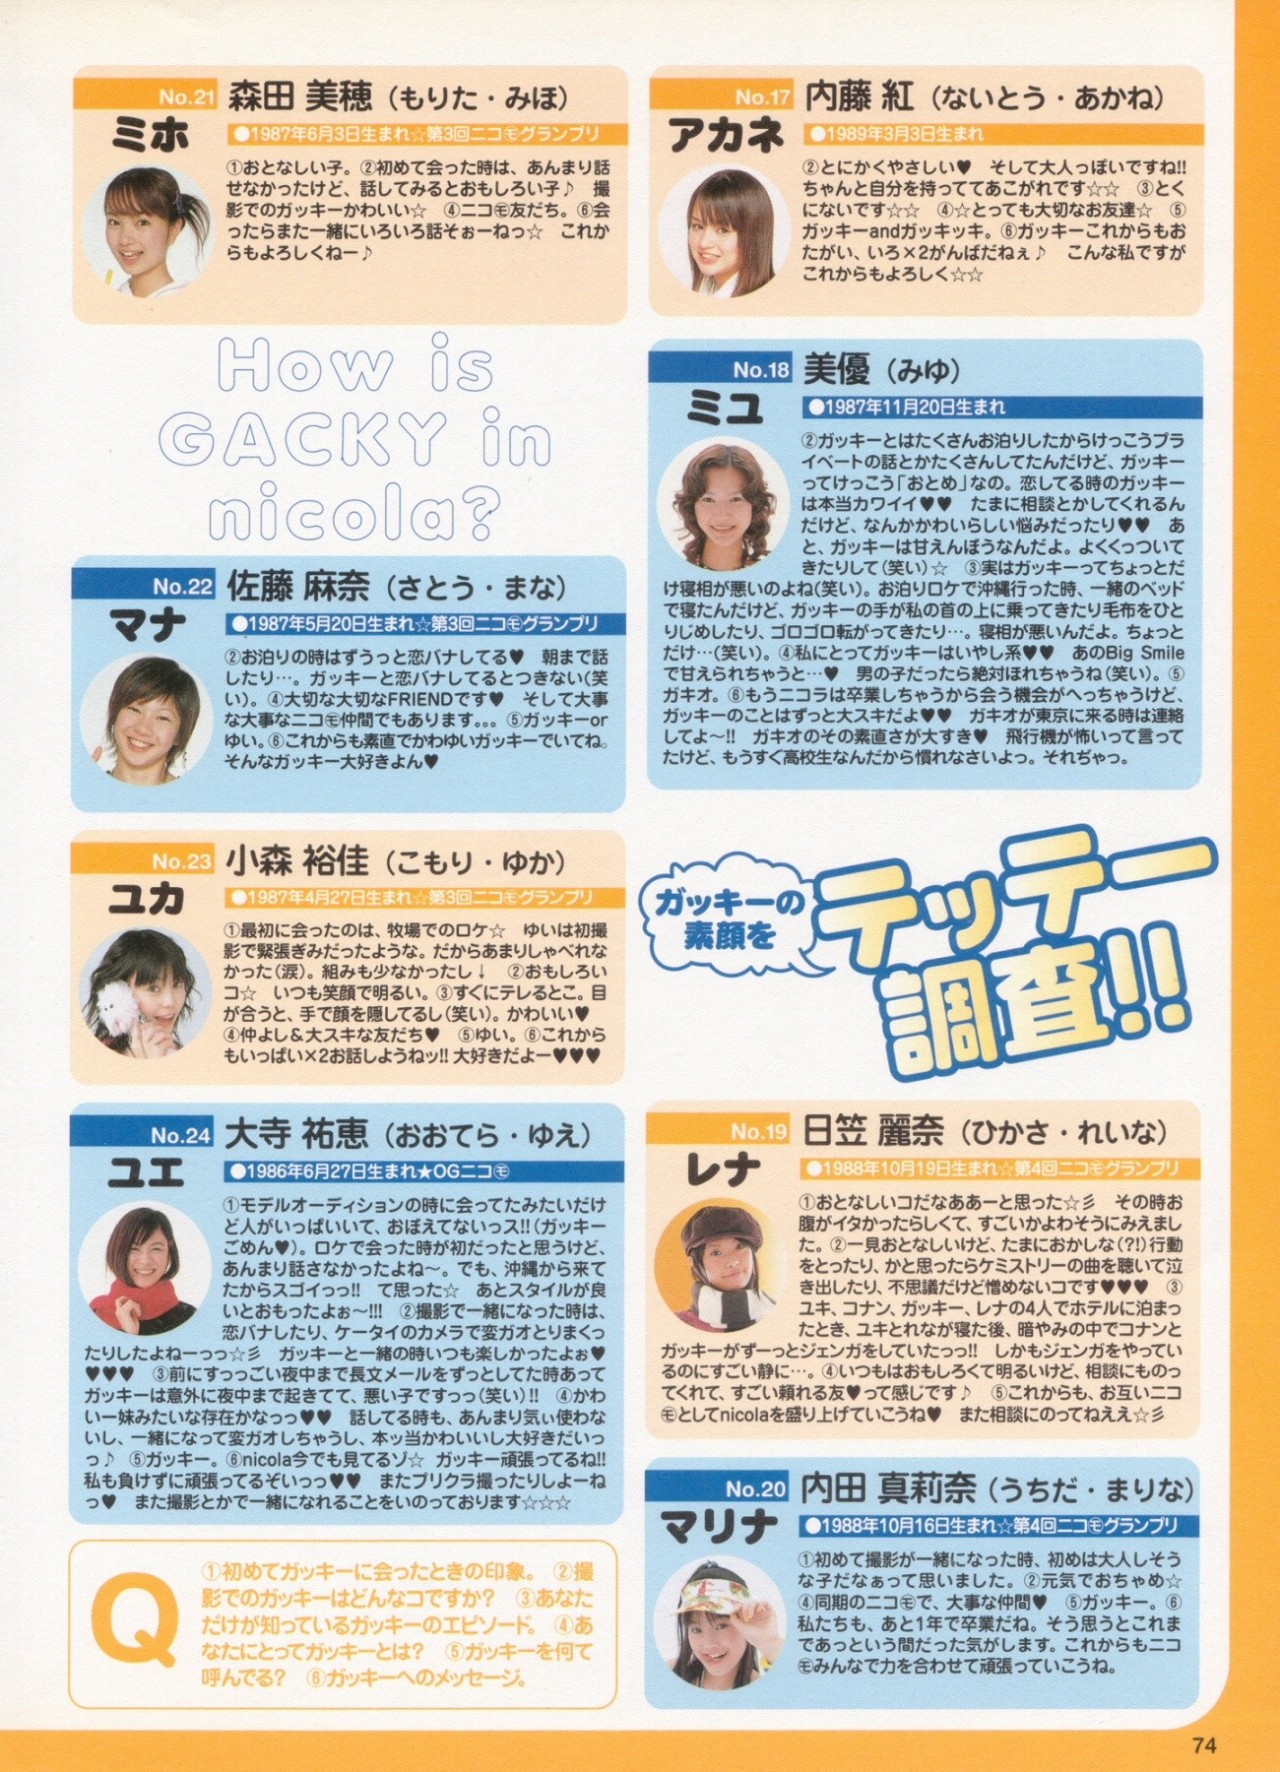 No.21 森田 美穂（もりた・みほ）
ミホ
●1987年6月3日生まれ☆第3回ニコ㋲グランプリ
①おとなしい子。②初めて会った時は、あんまり話
せなかったけど、話してみるとおもしろい子♪　撮
影でのガッキーかわいい☆　④ニコ㋲友だち。⑥会
ったらまた一緒にいろいろ話そぉーねっ☆　これか
らもよろしくねー♪
How is
GACKY in
nicola?
No.22 佐藤 麻奈（さとう・まな）
マナ
●1987年5月20日生まれ☆第3回ニコ㋲グランプリ
②お泊りの時はずうっと恋バナしてる♥　朝まで話
したり…。ガッキーと恋バナしてるとつきない(笑
い)。④大切な大切なFRIENDです♥　そして大事
な大事なニコ㋲仲間でもあります。。。⑤ガッキーor
ゆい。⑥これからも素直でかわゆいガッキーでいてね。
そんなガッキー大好きよん♥
No.23 小森 裕佳（こもり・ゆか）
ユカ
●1987年4月27日生まれ☆第3回ニコ㋲グランプリ
①最初に会ったのは、牧場でのロケ☆　ゆいは初撮
影で緊張ぎみだったような。だからあまりしゃべれな
かった(涙)。組みも少なかったし↓　②おもしろい
コ☆　いつも笑顔で明るい。③すぐにテレるとこ。目
が合うと、手で顔を隠してるし(笑い)。かわいい♥
④仲よし&大スキな友だち♥　⑤ゆい。⑥これから
もいっぱい×2お話しようねッ!! 大好きだよー♥♥♥
No.24 大寺 祐恵（おおてら・ゆえ）
ユエ
●1986年6月27日生まれ★OGニコ㋲
①モデルオーディションの時に会ってたみたいだけ
ど人がいっぱいいて、おぼえてないっス!!(ガッキー
ごめん♥)。ロケで会った時が初だったと思うけど、
あんまり話さなかったよね〜。でも、沖縄から来て
たからスゴイっっ!!　て思った☆　あとスタイルが良
いとおもったよぉ〜!!!　②撮影で一緒になった時は、
恋バナしたり、ケータイのカメラで変ガオとりまくっ
たりしたよねーっっ☆彡　ガッキーと一緒の時いつも楽しかったよぉ♥
♥♥♥　③前にすっっごい夜中まで長文メールをずっとしてた時あって
ガッキーは意外に夜中まで起きてて、悪い子ですっっ(笑い)!!　④かわ
いー妹みたいな存在かなっっ♥♥　話してる時も、あんまり気ぃ使わな
いし、一緒になって変ガオしちゃうし、本ッ当かわいいし大好きだいっ
っ♪　⑤ガッキー。⑥nicola今でも見てるゾ☆　ガッキー頑張ってるね!!
私も負けずに頑張ってるぞいっっ♥♥　またプリクラ撮ったりしよーね
っ♥　また撮影とかで一緒になれることをいのっております☆☆☆
Q
①初めてガッキーに会ったときの印象。②撮
影でのガッキーはどんなコですか？　③あなた
だけが知っているガッキーのエピソード。④あ
なたにとってガッキーとは？　⑤ガッキーを何て
呼んでる？　⑥ガッキーへのメッセージ。
No.17 内藤 紅（ないとう・あかね）
アカネ
●1989年3月3日生まれ
②とにかくやさしい♥　そして大人っぽいですね!!
ちゃんと自分を持っててあこがれです☆☆　③とく
にないです☆☆　④☆とっても大切なお友達☆　⑤
ガッキーandガッキッキ。⑥ガッキーこれからもお
たがい、いろ×2がんばだねぇ♪　こんな私ですが
これからもよろしく☆☆
No.18 美優（みゆ）
ミユ
●1987年11月20日生まれ
②ガッキーとはたくさんお泊りしたからけっこうプラ
イベートの話とかたくさんしてたんだけど、ガッキー
ってけっこう「おとめ」なの。恋してる時のガッキー
は本当カワイイ♥♥　たまに相談とかしてくれるん
だけど、なんかかわいらしい悩みだったり♥♥　あ
と、ガッキーは甘えんぼうなんだよ。よくくっついて
きたりして(笑い)☆　③実はガッキーってちょっとだ
け寝相が悪いのよね(笑い)。お泊りロケで沖縄行った時、一緒のベッド
で寝たんだけど、ガッキーの手が私の首の上に乗ってきたり毛布をひと
りじめしたり、ゴロゴロ転がってきたり…。寝相が悪いんだよ。ちょっと
だけ…(笑い)。④私にとってガッキーはいやし系♥♥　あのBig Smile
で甘えられちゃうと…♥　男の子だったら絶対ほれちゃうね(笑い)。⑤
ガキオ。⑥もうニコラは卒業しちゃうから会う機会がへっちゃうけど、
ガッキーのことはずっと大スキだよ♥♥　ガキオが東京に来る時は連絡
してよ〜!!　ガキオのその素直さが大すき♥　飛行機が怖いって言って
たけど、もうすぐ高校生なんだから慣れなさいよっ。それぢゃっ。
ガッキーの
素顔を
テッテー
調査!!
No.19 日笠 麗奈（ひかさ・れいな）
レナ
●1988年10月19日生まれ☆第4回ニコ㋲グランプリ
①おとなしいコだなああーと思った☆彡　その時お
腹がイタかったらしくて、すごいかよわそうにみえまし
た。②一見おとなしいけど、たまにおかしな(?!)行動
をとったり、かと思ったらケミストリーの曲を聴いて泣
き出したり、不思議だけど憎めないコです♥♥♥　③
ユキ、コナン、ガッキー、レナの4人でホテルに泊まっ
たとき、ユキとれなが寝た後、暗やみの中でコナンと
ガッキーがずーっとジェンガをしていたっっ!!　しかもジェンガをやってい
るのにすごい静に…。④いつもはおもしろくて明るいけど、相談にものっ
てくれて、すごい頼れる友♥って感じです♪　⑤これからも、お互いニコ
㋲としてnicolaを盛り上げていこうね♥　また相談にのってねええ☆彡
No.20 内田 真莉奈（うちだ・まりな）
マリナ
●1988年10月16日生まれ☆第4回ニコ㋲グランプリ
①初めて撮影が一緒になった時、初めは大人しそう
な子だなぁって思いました。②元気でおちゃめ☆
④同期のニコ㋲で、大事な仲間♥　⑤ガッキー。⑥
私たちも、あと1年で卒業だね。そう思うとこれま
であっという間だった気がします。これからもニコ
㋲みんなで力を合わせて頑張っていこうね。
74